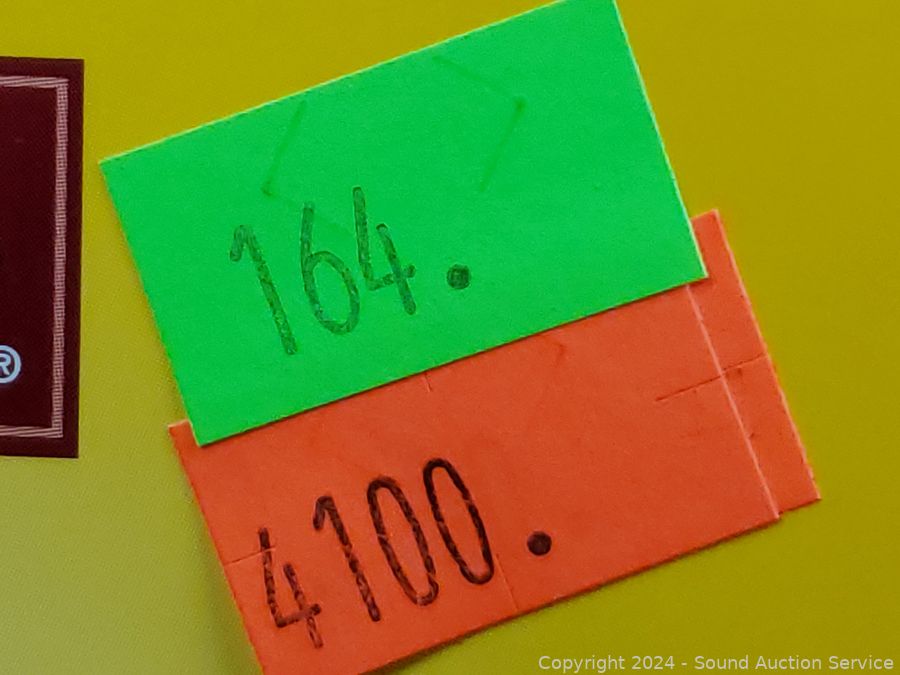 164.
®
4100.
Copyright 2024 - Sound Auction Service